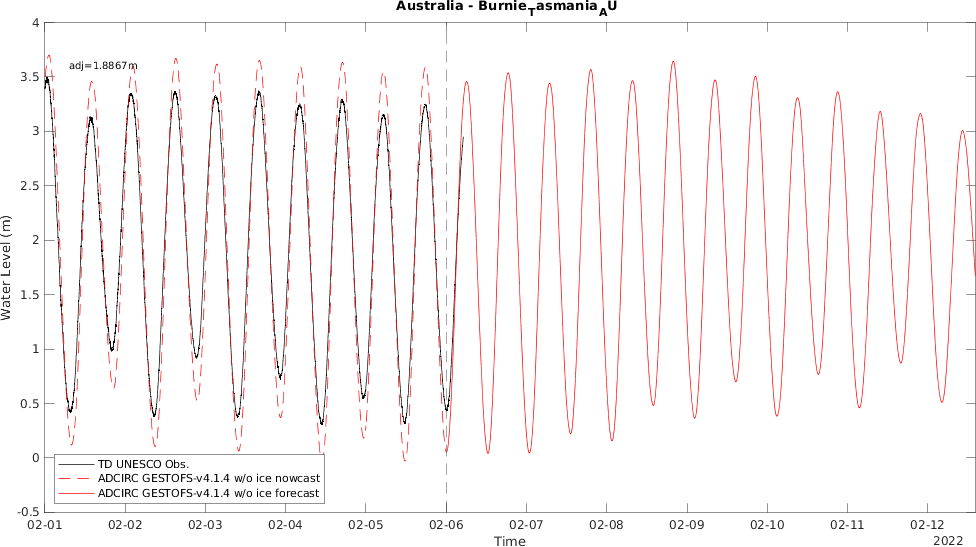 Australia - Burnie_Tasmania_AU
4
adj=1.8867m
3.5
3
2.5
2
1.5
1
0.5
0
-0.5
Water Level (m)
TD UNESCO Obs.
ADCIRC GESTOFS-v4.1.4 w/o ice nowcast
ADCIRC GESTOFS-v4.1.4 w/o ice forecast
02-01 02-02 02-03 02-04 02-05 02-06 02-07 02-08 02-09 02-10 02-11 02-12
Time
2022